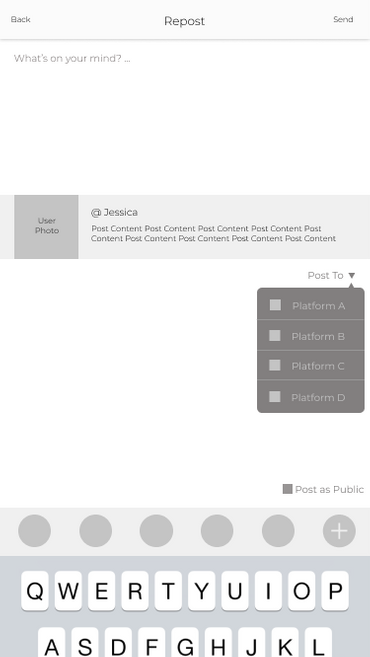 Back Repost Send
What's on your mind? ...
User
Photo
@ Jessica
Post Content Post Content Post Content Post Content Post
Content Post Content Post Content Post Content Post Content
Post To ▼
Platform A
Platform B
Platform C
Platform D
Post as Public
+
Q W E R T Y U I O P
A S D F G H J K L